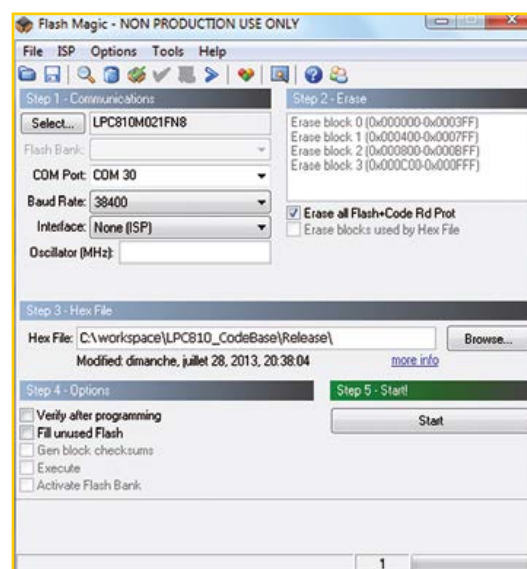 Flash Magic - NON PRODUCTION USE ONLY
File ISP Options Tools Help
Step 1 - Communications
Select... LPC810M021FN8
Flash Bank:
COM Port: COM 30
Baud Rate: 38400
Interface: None (ISP)
Oscillator (MHz):
Step 2 - Erase
Erase block 0 (0x000000-0x0003FF)
Erase block 1 (0x000400-0x0007FF)
Erase block 2 (0x000800-0x000BFF)
Erase block 3 (0x000C00-0x000FFF)
Erase all Flash+Code Rd Prot
Erase blocks used by Hex File
Step 3 - Hex File
Hex File: C:\workspace\LPC810_CodeBase\Release\ Browse...
Modified: dimanche, juillet 28, 2013, 20:38:04 more info
Step 4 - Options
Verify after programming
Fill unused Flash
Gen block checksums
Execute
Activate Flash Bank
Step 5 - Start!
Start
1